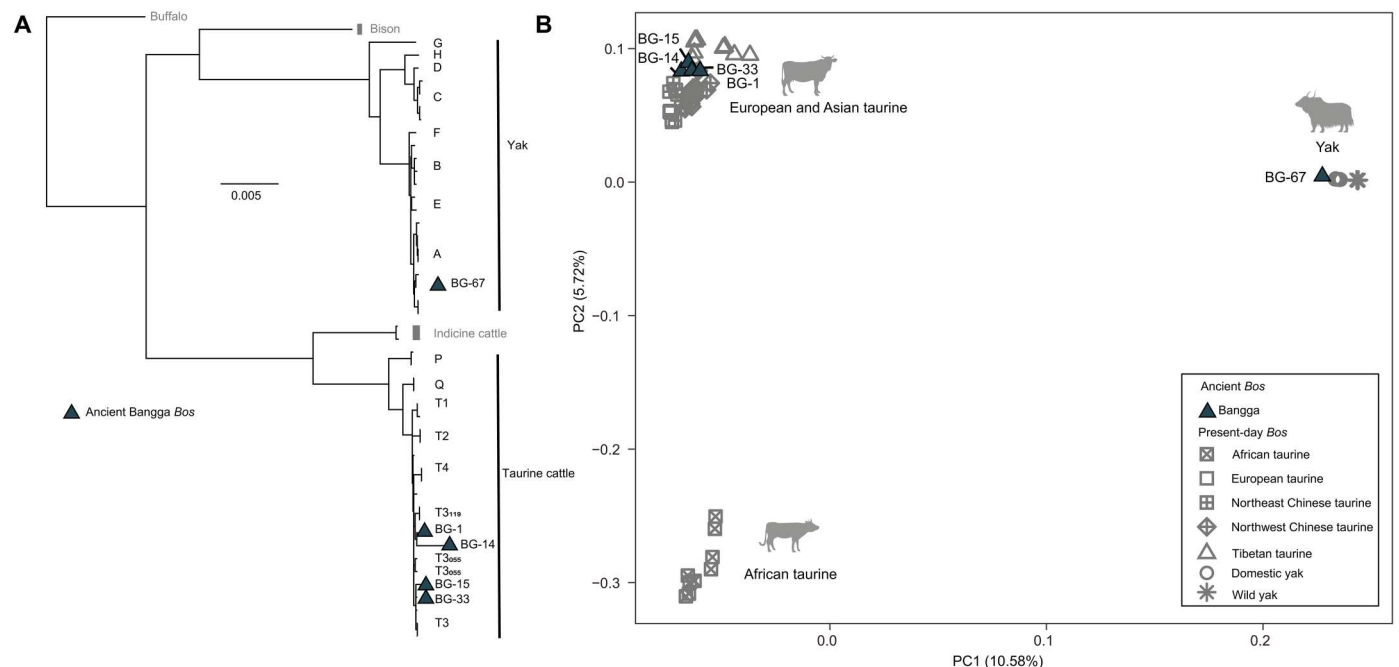 A
Buffalo
Bison
G
H
D
C
F
B
E
A
BG-67
Yak
0.005
Indicine cattle
P
Q
T1
T2
T4
T3₁₁₉
BG-1
BG-14
T3₀₅₅
T3₀₅₅
BG-15
BG-33
T3
Taurine cattle
Ancient Bangga Bos
B
BG-15
BG-14
BG-33
BG-1
European and Asian taurine
Yak
BG-67
African taurine
0.1
0.0
−0.1
−0.2
−0.3
PC2 (5.72%)
0.0
0.1
0.2
PC1 (10.58%)
Ancient Bos
Bangga
Present-day Bos
African taurine
European taurine
Northeast Chinese taurine
Northwest Chinese taurine
Tibetan taurine
Domestic yak
Wild yak